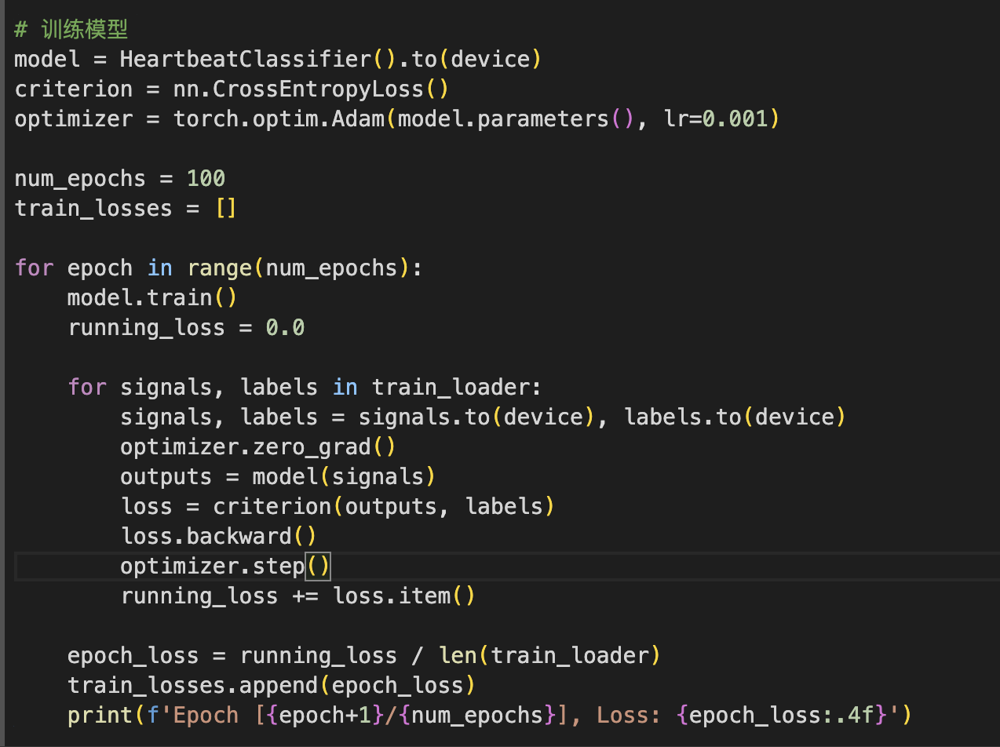 # 训练模型
model = HeartbeatClassifier().to(device)
criterion = nn.CrossEntropyLoss()
optimizer = torch.optim.Adam(model.parameters(), lr=0.001)

num_epochs = 100
train_losses = []

for epoch in range(num_epochs):
    model.train()
    running_loss = 0.0

    for signals, labels in train_loader:
        signals, labels = signals.to(device), labels.to(device)
        optimizer.zero_grad()
        outputs = model(signals)
        loss = criterion(outputs, labels)
        loss.backward()
        optimizer.step()
        running_loss += loss.item()

    epoch_loss = running_loss / len(train_loader)
    train_losses.append(epoch_loss)
    print(f'Epoch [{epoch+1}/{num_epochs}], Loss: {epoch_loss:.4f}')